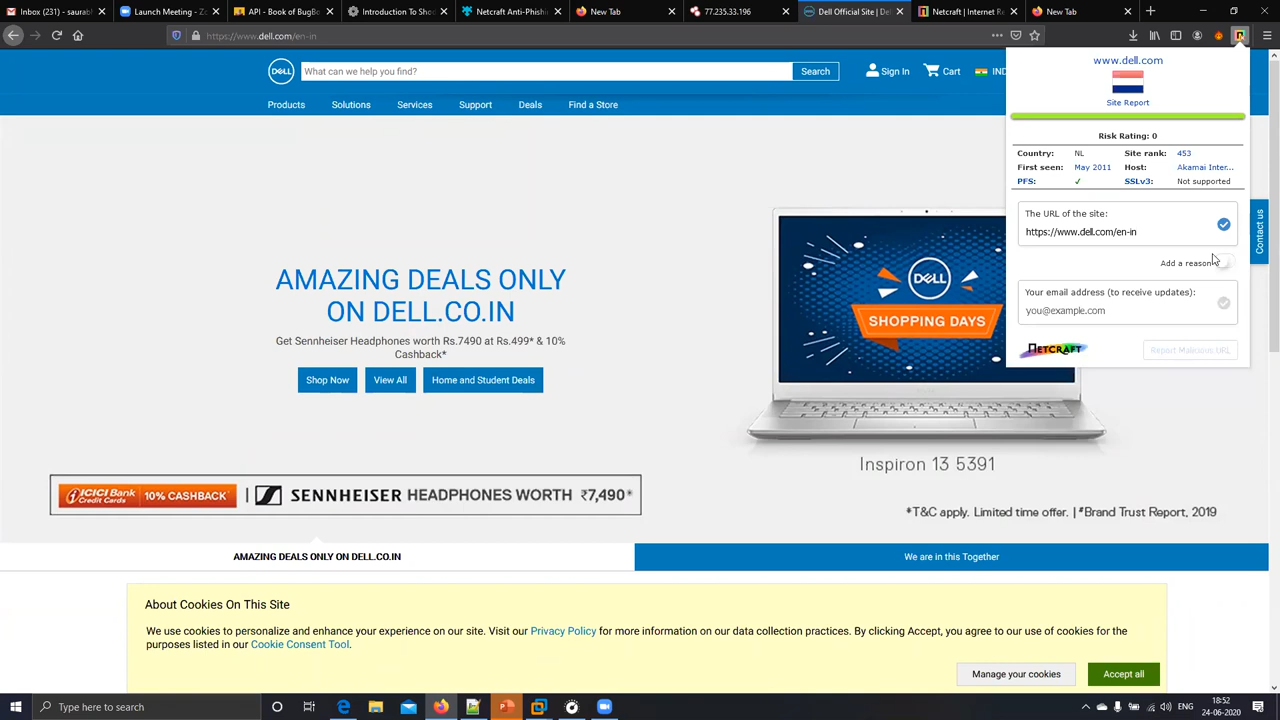 Inbox (231) - saurabh
Launch Meeting - Zoom
API - Book of BugBo
Introduction To Shod
Netcraft Anti-Phishin
New Tab
77.235.33.196
Dell Official Site | Del
Netcraft | Internet Re
New Tab
https://www.dell.com/en-in
DELL
What can we help you find?
Search
Sign In
Cart
IND
Products
Solutions
Services
Support
Deals
Find a Store
www.dell.com
Site Report
Risk Rating: 0
Country: NL Site rank: 453
First seen: May 2011 Host: Akamai Inter...
PFS: ✓ SSLv3: Not supported
The URL of the site:
https://www.dell.com/en-in
Add a reason
Your email address (to receive updates):
you@example.com
NETCRAFT
Report Malicious URL
Contact us
AMAZING DEALS ONLY
ON DELL.CO.IN
Get Sennheiser Headphones worth Rs.7490 at Rs.499* & 10%
Cashback*
Shop Now
View All
Home and Student Deals
DELL
SHOPPING DAYS
Inspiron 13 5391
ICICI Bank
Credit Cards
10% CASHBACK*
| SENNHEISER HEADPHONES WORTH ₹7,490*
*T&C apply. Limited time offer. | #Brand Trust Report, 2019
AMAZING DEALS ONLY ON DELL.CO.IN
We are in this Together
About Cookies On This Site
We use cookies to personalize and enhance your experience on our site. Visit our Privacy Policy for more information on our data collection practices. By clicking Accept, you agree to our use of cookies for the
purposes listed in our Cookie Consent Tool.
Manage your cookies
Accept all
Type here to search
ENG
18:52
24-06-2020